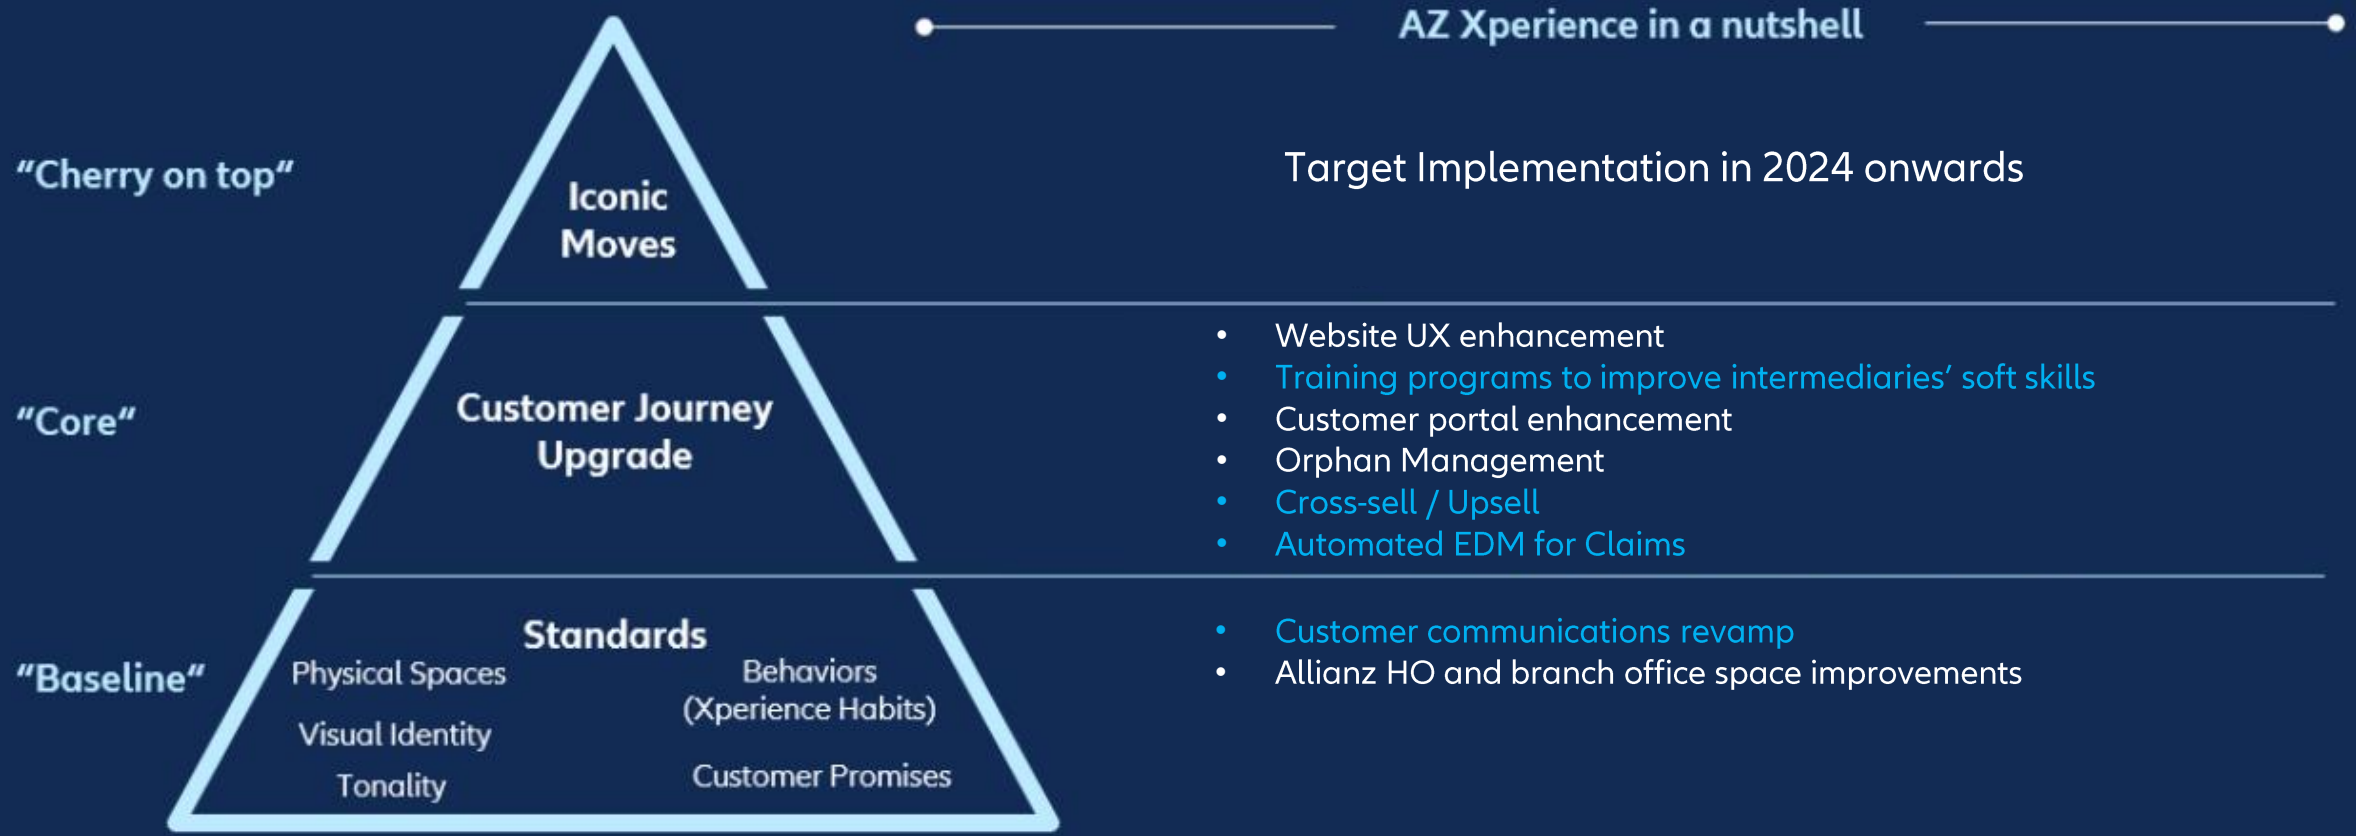 AZ Xperience in a nutshell
“Cherry on top“
Iconic
Moves
Target Implementation in 2024 onwards
“Core“
Customer Journey
Upgrade
• Website UX enhancement
• Training programs to improve intermediaries’ soft skills
• Customer portal enhancement
• Orphan Management
• Cross-sell / Upsell
• Automated EDM for Claims
“Baseline“
Standards
Physical Spaces
Visual Identity
Tonality
Behaviors
(Xperience Habits)
Customer Promises
• Customer communications revamp
• Allianz HO and branch office space improvements